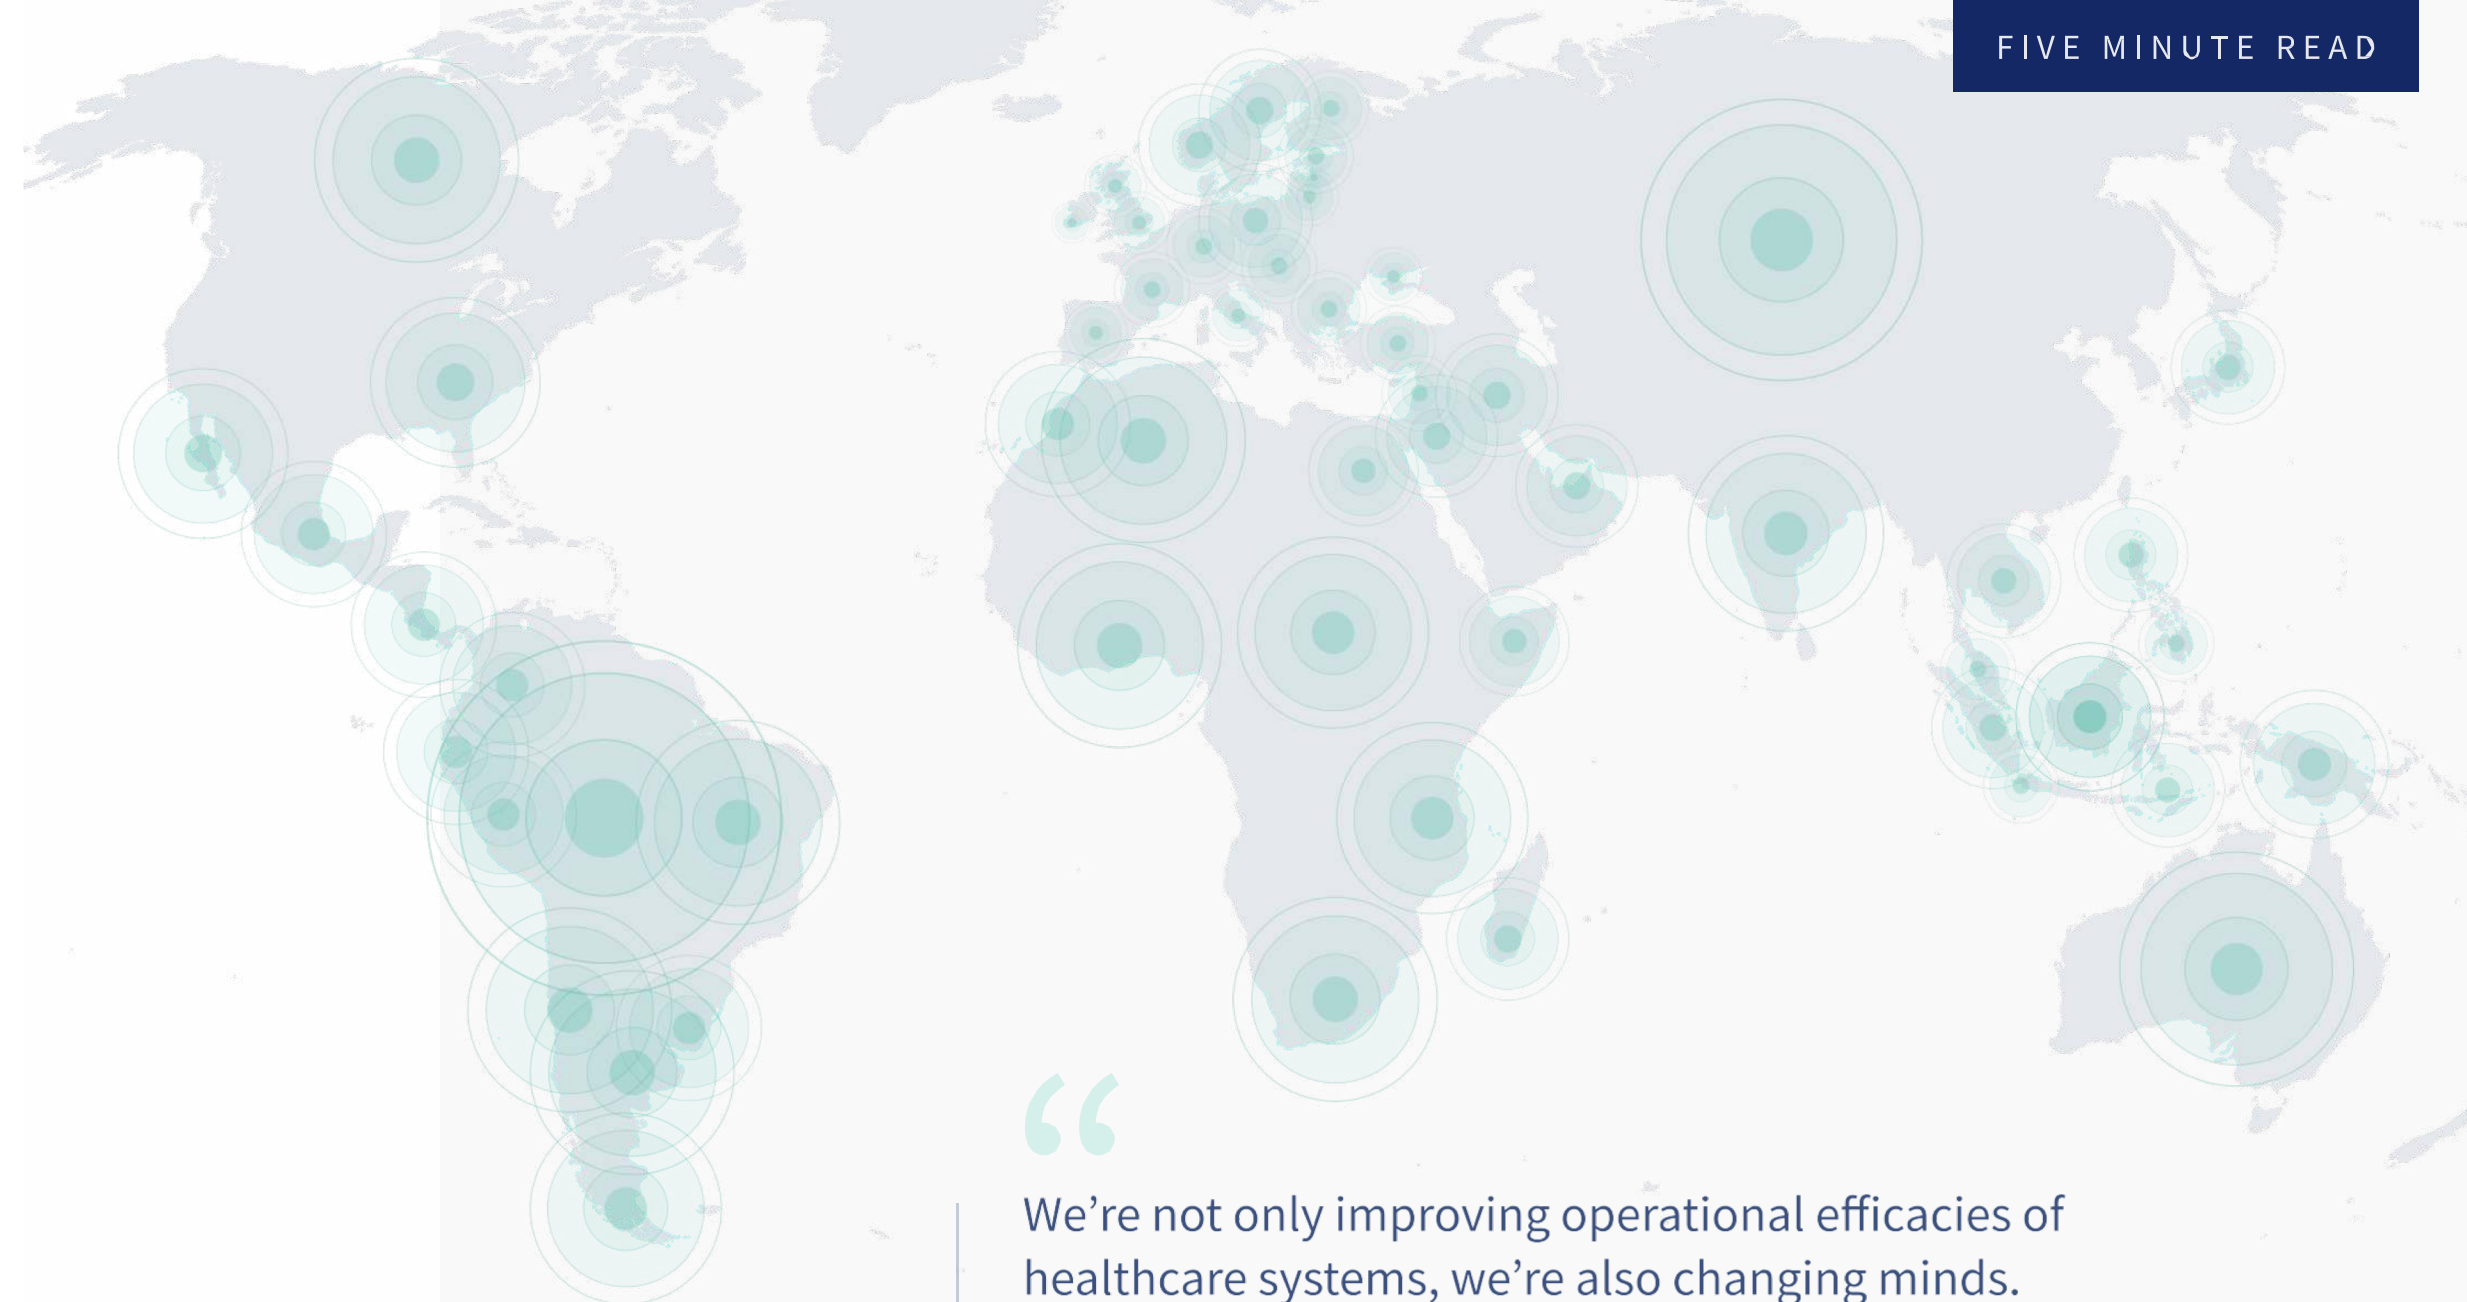 FIVE MINUTE READ
“
We’re not only improving operational efficacies of
healthcare systems, we’re also changing minds.